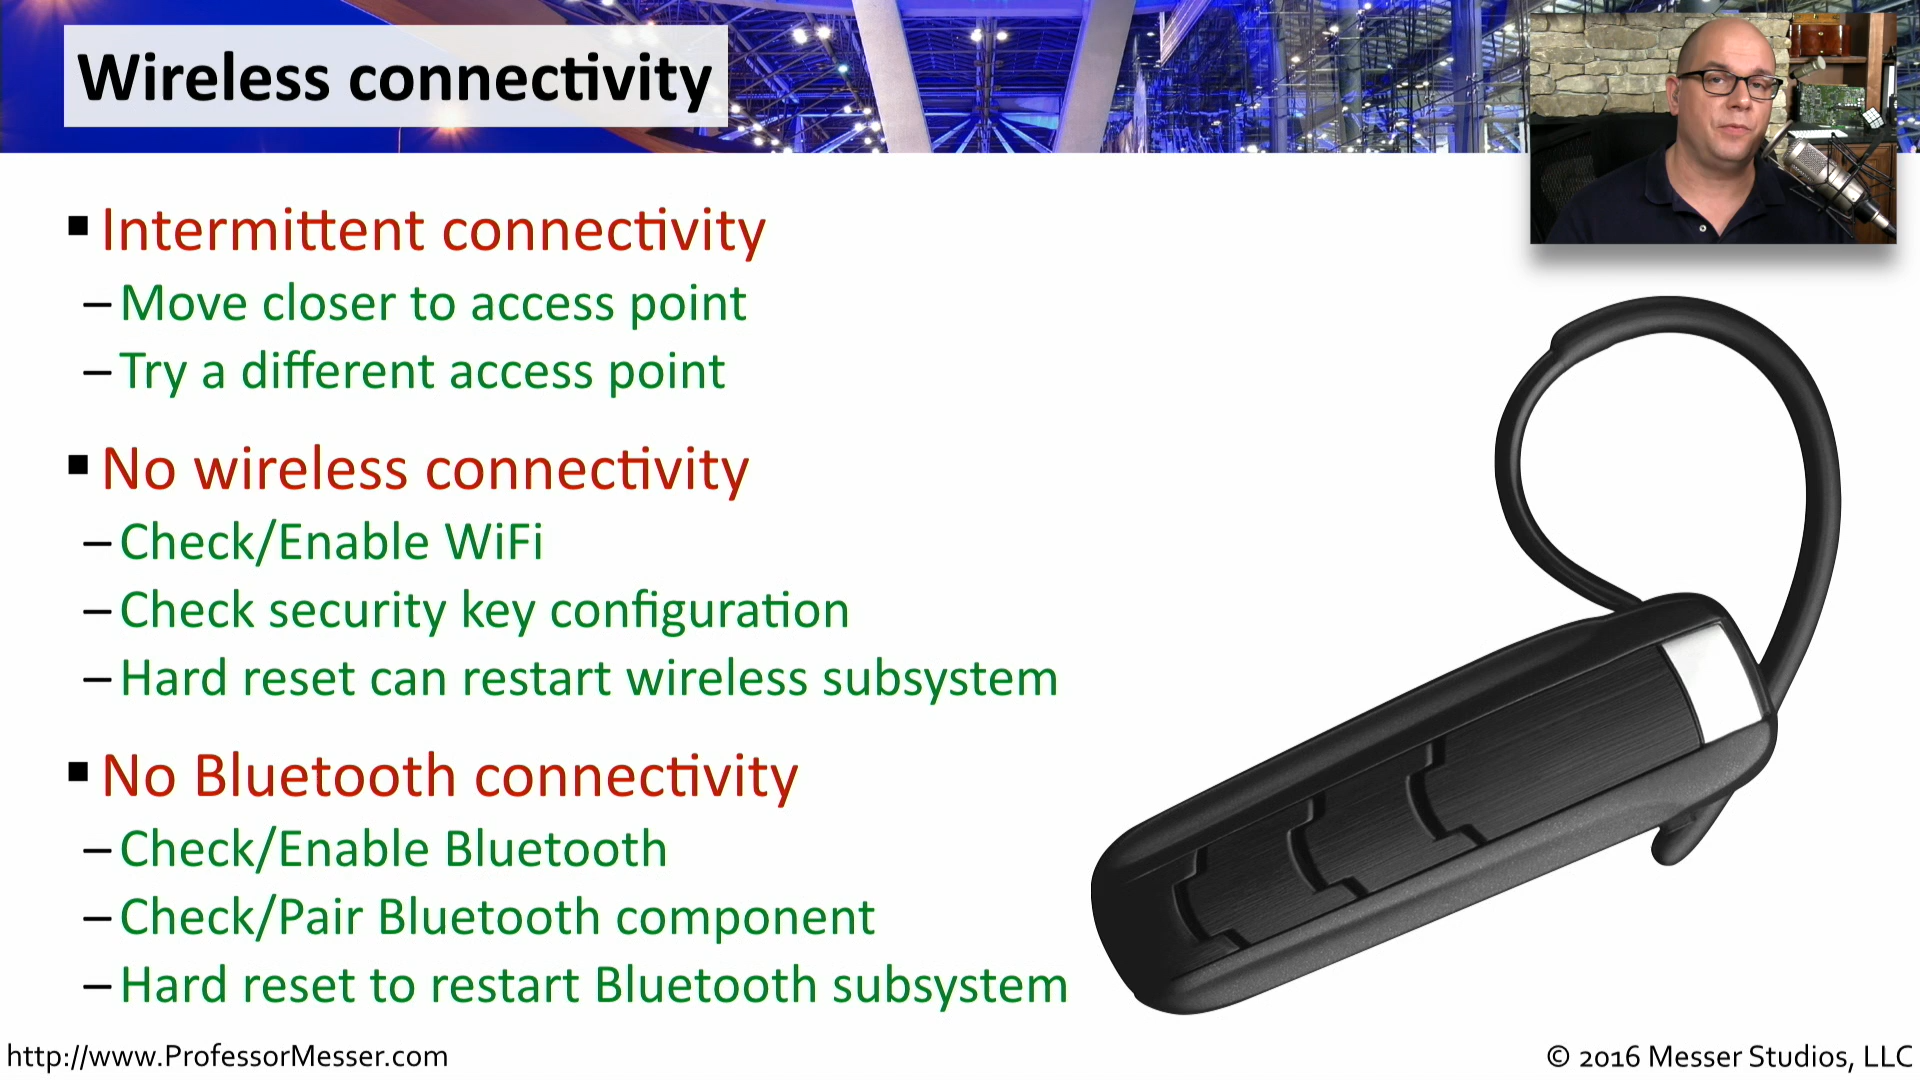 Wireless connectivity
▪ Intermittent connectivity
– Move closer to access point
– Try a different access point
▪ No wireless connectivity
– Check/Enable WiFi
– Check security key configuration
– Hard reset can restart wireless subsystem
▪ No Bluetooth connectivity
– Check/Enable Bluetooth
– Check/Pair Bluetooth component
– Hard reset to restart Bluetooth subsystem
http://www.ProfessorMesser.com
© 2016 Messer Studios, LLC